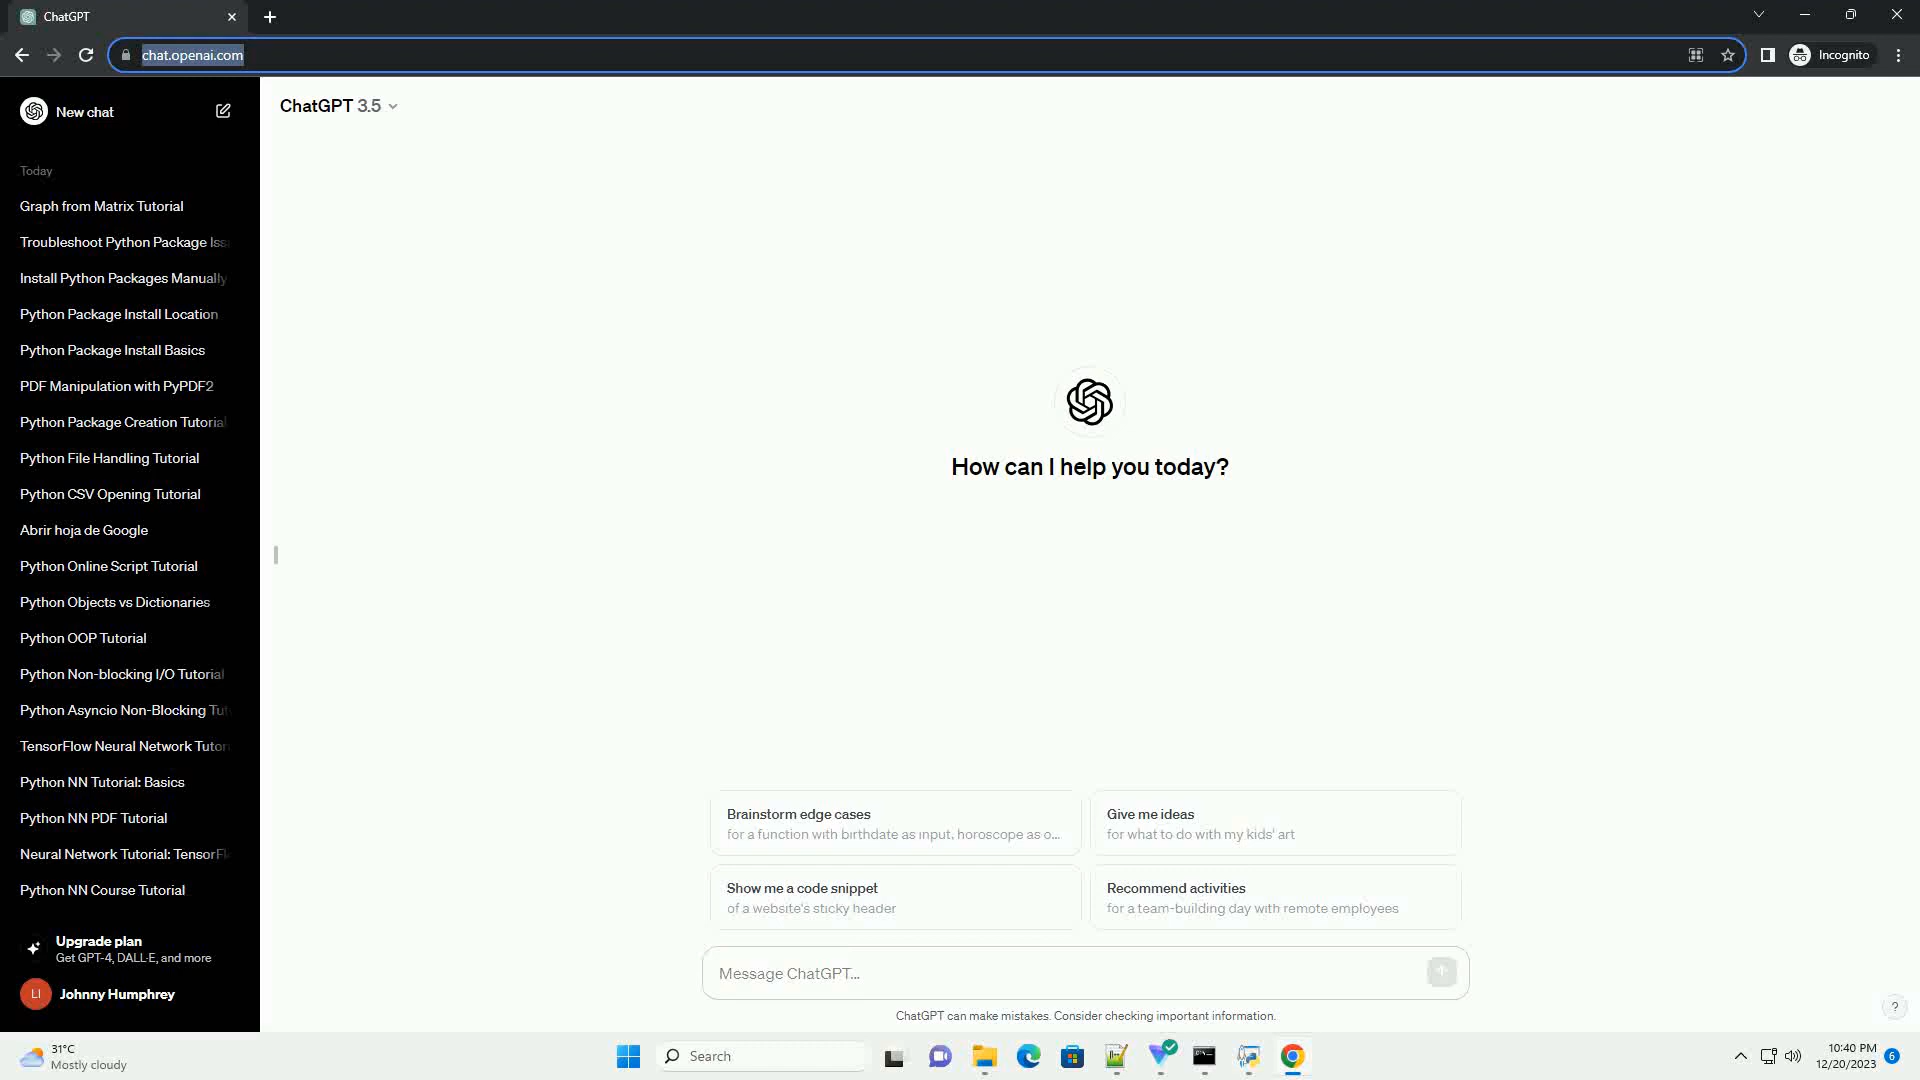 ChatGPT
chat.openai.com
Incognito
New chat
ChatGPT 3.5
Today
Graph from Matrix Tutorial
Troubleshoot Python Package Iss
Install Python Packages Manually
Python Package Install Location
Python Package Install Basics
PDF Manipulation with PyPDF2
Python Package Creation Tutorial
Python File Handling Tutorial
Python CSV Opening Tutorial
Abrir hoja de Google
Python Online Script Tutorial
Python Objects vs Dictionaries
Python OOP Tutorial
Python Non-blocking I/O Tutorial
Python Asyncio Non-Blocking Tut
TensorFlow Neural Network Tutori
Python NN Tutorial: Basics
Python NN PDF Tutorial
Neural Network Tutorial: TensorFl
Python NN Course Tutorial
Upgrade plan
Get GPT-4, DALL·E, and more
LI
Johnny Humphrey
How can I help you today?
Brainstorm edge cases
for a function with birthdate as input, horoscope as o...
Give me ideas
for what to do with my kids' art
Show me a code snippet
of a website's sticky header
Recommend activities
for a team-building day with remote employees
Message ChatGPT...
ChatGPT can make mistakes. Consider checking important information.
?
31°C
Mostly cloudy
Search
10:40 PM
12/20/2023
6